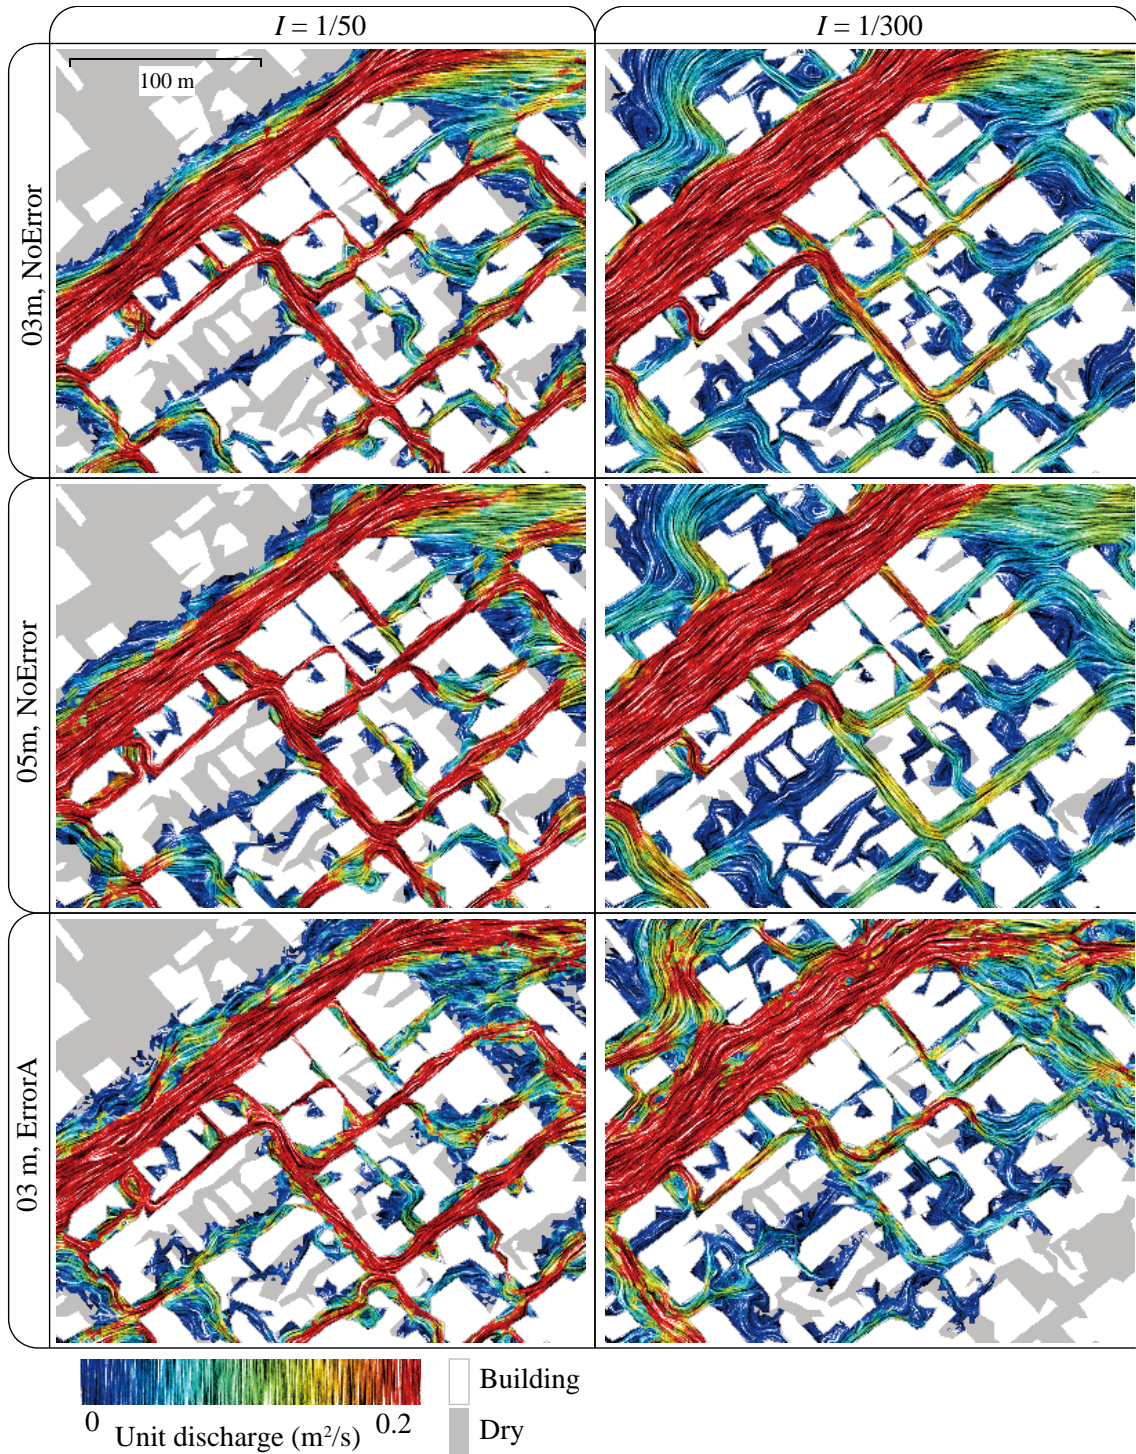 I = 1/50
I = 1/300
03m, NoError
100 m
05m, NoError
03 m, ErrorA
0
0.2
Unit discharge (m²/s)
Building
Dry